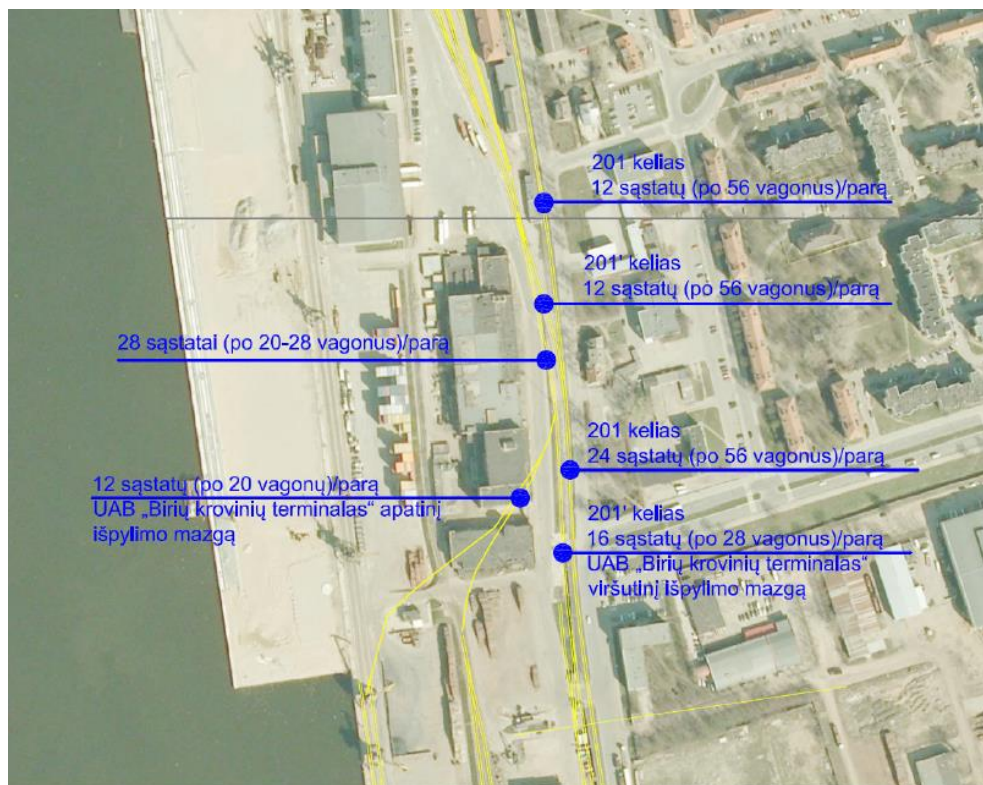 201 kelias
12 sąstatų (po 56 vagonus)/parą
201' kelias
12 sąstatų (po 56 vagonus)/parą
28 sąstatai (po 20-28 vagonus)/parą
201 kelias
24 sąstatų (po 56 vagonus)/parą
12 sąstatų (po 20 vagonų)/parą
UAB „Birių krovinių terminalas“ apatinį
išpylimo mazgą
201' kelias
16 sąstatų (po 28 vagonus)/parą
UAB „Birių krovinių terminalas“
viršutinį išpylimo mazgą